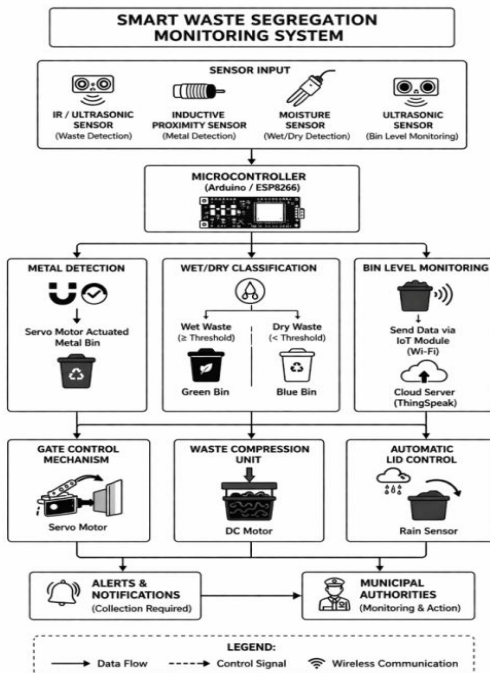 SMART WASTE SEGREGATION
MONITORING SYSTEM
SENSOR INPUT
IR / ULTRASONIC
SENSOR
(Waste Detection)
INDUCTIVE
PROXIMITY SENSOR
(Metal Detection)
MOISTURE
SENSOR
(Wet/Dry Detection)
ULTRASONIC
SENSOR
(Bin Level Monitoring)
MICROCONTROLLER
(Arduino / ESP8266)
METAL DETECTION
Servo Motor Actuated
Metal Bin
WET/DRY CLASSIFICATION
Wet Waste
(≥ Threshold)
Green Bin
Dry Waste
(< Threshold)
Blue Bin
BIN LEVEL MONITORING
Send Data via
IoT Module
(Wi-Fi)
Cloud Server
(ThingSpeak)
GATE CONTROL
MECHANISM
Servo Motor
WASTE COMPRESSION
UNIT
DC Motor
AUTOMATIC
LID CONTROL
Rain Sensor
ALERTS &
NOTIFICATIONS
(Collection Required)
MUNICIPAL
AUTHORITIES
(Monitoring & Action)
LEGEND:
Data Flow
Control Signal
Wireless Communication